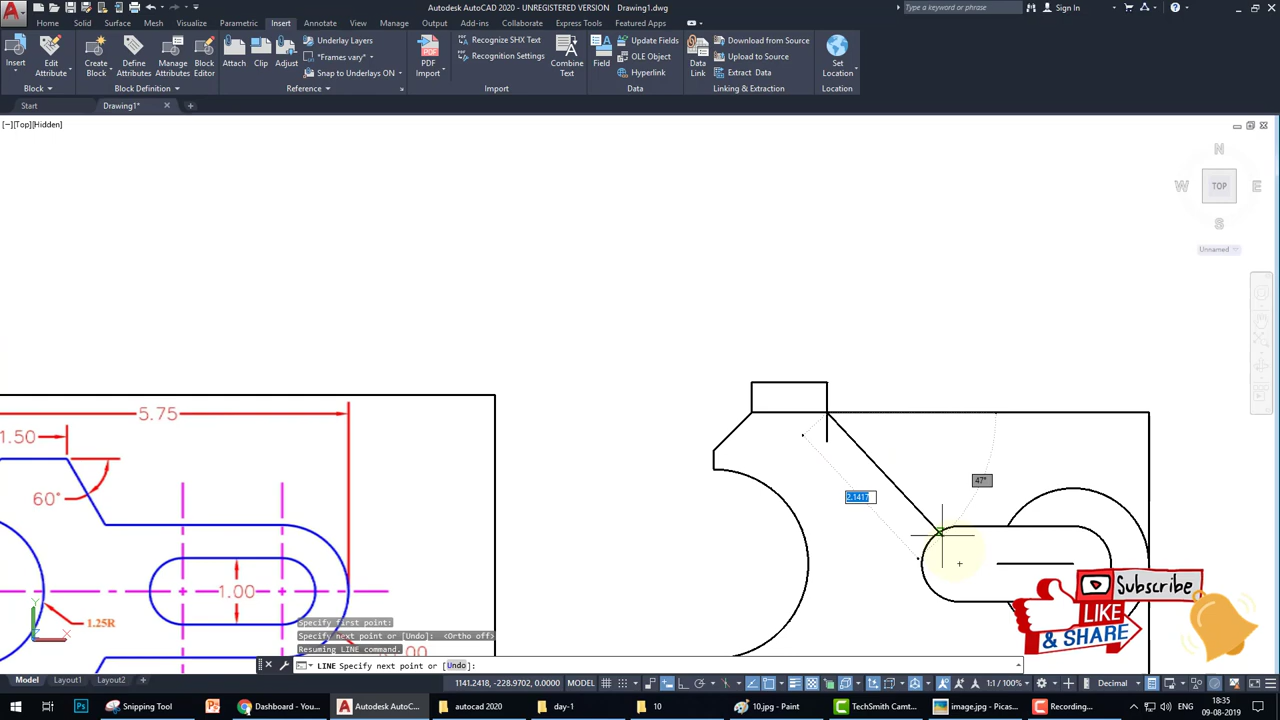 Autodesk AutoCAD 2020 - UNREGISTERED VERSION Drawing1.dwg
Type a keyword or phrase
Sign In
Home Solid Surface Mesh Visualize Parametric Insert Annotate View Manage Output Add-ins Collaborate Express Tools Featured Apps
Insert
Edit Attribute
Create Block
Define Attributes
Manage Attributes
Block Editor
Attach
Clip
Adjust
Underlay Layers
*Frames vary*
Snap to Underlays ON
PDF Import
Recognize SHX Text
Recognition Settings
Combine Text
Field
Update Fields
OLE Object
Hyperlink
Data Link
Download from Source
Upload to Source
Extract Data
Set Location
Block
Block Definition
Reference
Import
Data
Linking & Extraction
Location
Start Drawing1*
[−][Top][Hidden]
N
W TOP E
S
Unnamed
5.75
1.50
60°
1.00
1.25R
47°
2.1417
Y
X
Specify first point:
Specify next point or [Undo]: <Ortho off>
Resuming LINE command.
LINE Specify next point or [Undo]:
Subscribe
LIKE
& SHARE
Model Layout1 Layout2
1141.2418, -228.9702, 0.0000 MODEL
1:1 / 100%
Decimal
Snipping Tool
Dashboard - You...
Autodesk AutoC...
autocad 2020
day-1
10
10.jpg - Paint
TechSmith Camt...
image.jpg - Picas...
Recording...
ENG
18:35
09-08-2019